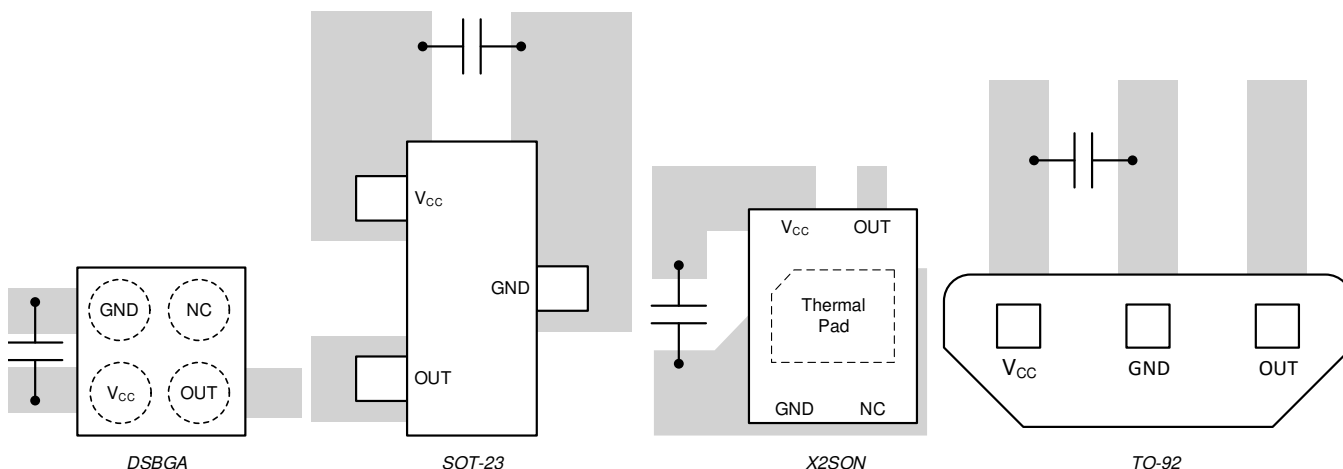 GND NC
VCC OUT
DSBGA
VCC
GND
OUT
SOT-23
VCC OUT
Thermal
Pad
GND NC
X2SON
VCC GND OUT
TO-92